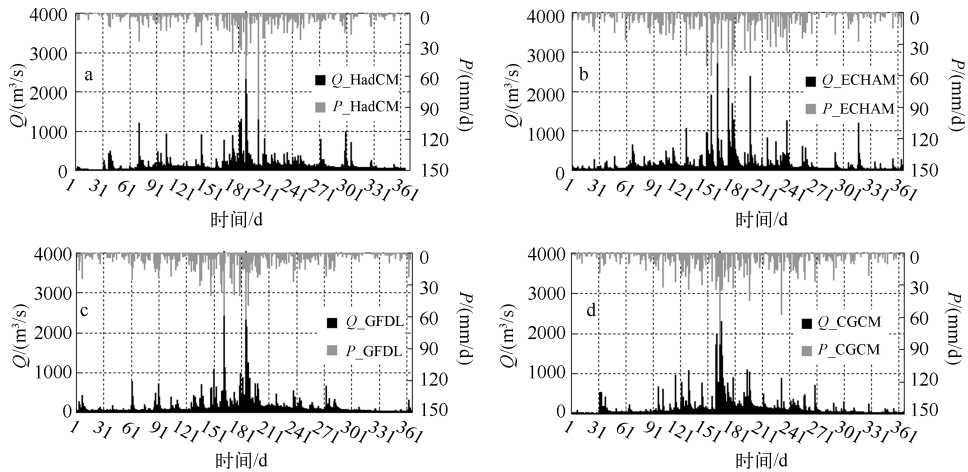 4000
3000
2000
1000
0
Q/(m³/s)
a
Q_HadCM
P_HadCM
0
30
60
90
120
150
P/(mm/d)
1 31 61 91 121 151 181 211 241 271 301 331 361
时间/d
4000
3000
2000
1000
0
Q/(m³/s)
b
Q_ECHAM
P_ECHAM
0
30
60
90
120
150
P/(mm/d)
1 31 61 91 121 151 181 211 241 271 301 331 361
时间/d
4000
3000
2000
1000
0
Q/(m³/s)
c
Q_GFDL
P_GFDL
0
30
60
90
120
150
P/(mm/d)
1 31 61 91 121 151 181 211 241 271 301 331 361
时间/d
4000
3000
2000
1000
0
Q/(m³/s)
d
Q_CGCM
P_CGCM
0
30
60
90
120
150
P/(mm/d)
1 31 61 91 121 151 181 211 241 271 301 331 361
时间/d